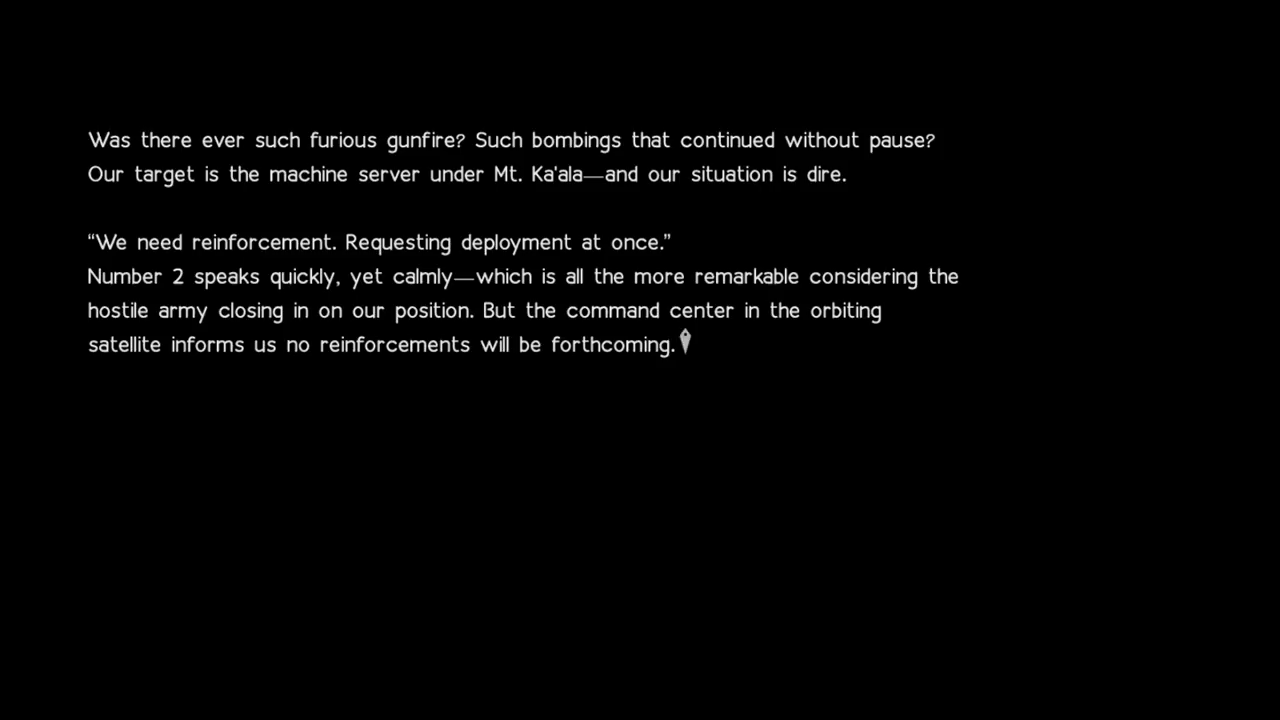 Was there ever such furious gunfire? Such bombings that continued without pause?
Our target is the machine server under Mt. Ka'ala—and our situation is dire.
“We need reinforcement. Requesting deployment at once.”
Number 2 speaks quickly, yet calmly—which is all the more remarkable considering the
hostile army closing in on our position. But the command center in the orbiting
satellite informs us no reinforcements will be forthcoming.